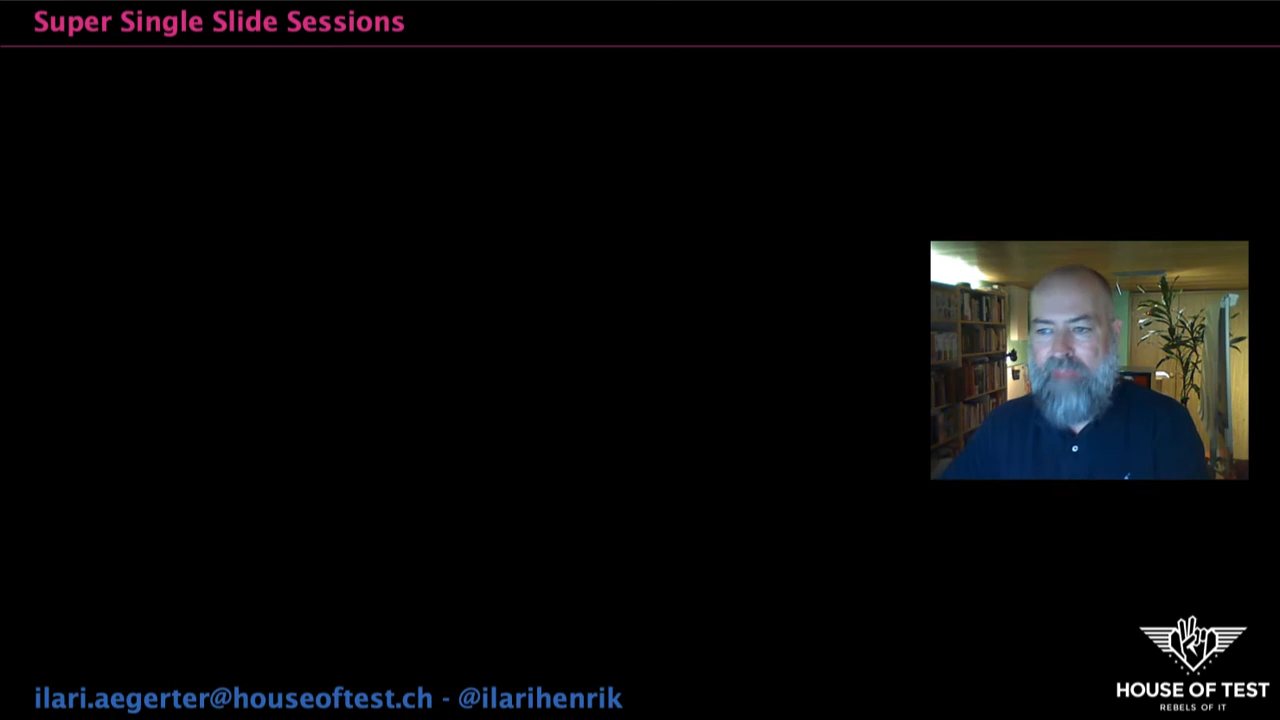 Super Single Slide Sessions
ilari.aegerter@houseoftest.ch - @ilarihenrik
HOUSE OF TEST
REBELS OF IT